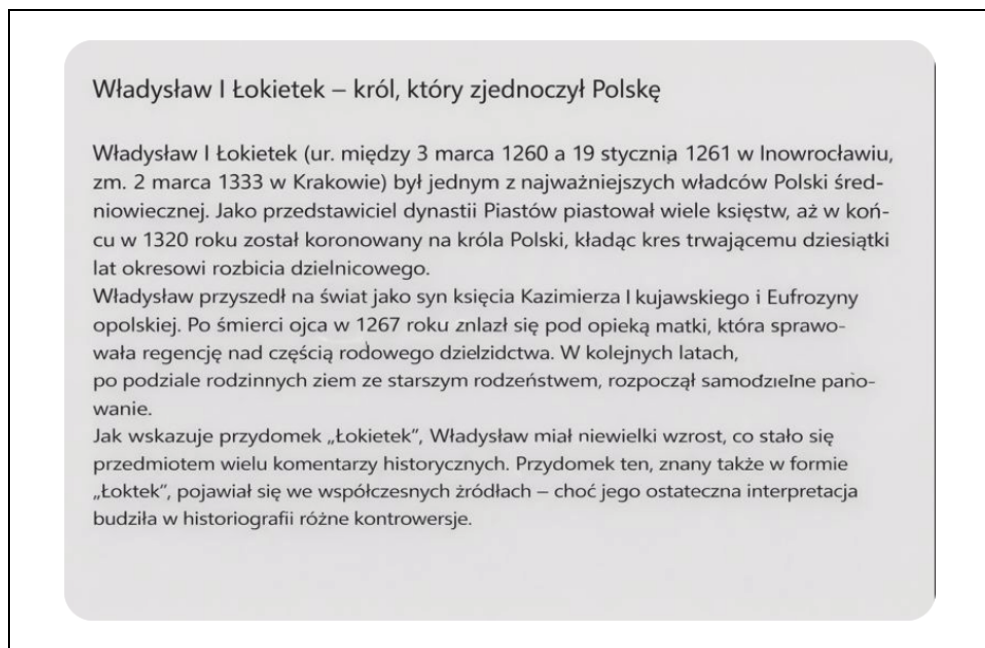 Władysław I Łokietek – król, który zjednoczył Polskę
Władysław I Łokietek (ur. między 3 marca 1260 a 19 stycznia 1261 w Inowrocławiu,
zm. 2 marca 1333 w Krakowie) był jednym z najważniejszych władców Polski śred-
niowiecznej. Jako przedstawiciel dynastii Piastów piastował wiele księstw, aż w koń-
cu w 1320 roku został koronowany na króla Polski, kładąc kres trwającemu dziesiątki
lat okresowi rozbicia dzielnicowego.
Władysław przyszedł na świat jako syn księcia Kazimierza I kujawskiego i Eufrozyny
opolskiej. Po śmierci ojca w 1267 roku znlazł się pod opieką matki, która sprawo-
wała regencję nad częścią rodowego dzielzidctwa. W kolejnych latach,
po podziale rodzinnych ziem ze starszym rodzeństwem, rozpoczął samodzielne pano-
wanie.
Jak wskazuje przydomek „Łokietek”, Władysław miał niewielki wzrost, co stało się
przedmiotem wielu komentarzy historycznych. Przydomek ten, znany także w formie
„Łoktek”, pojawiał się we współczesnych źródłach – choć jego ostateczna interpretacja
budziła w historiografii różne kontrowersje.